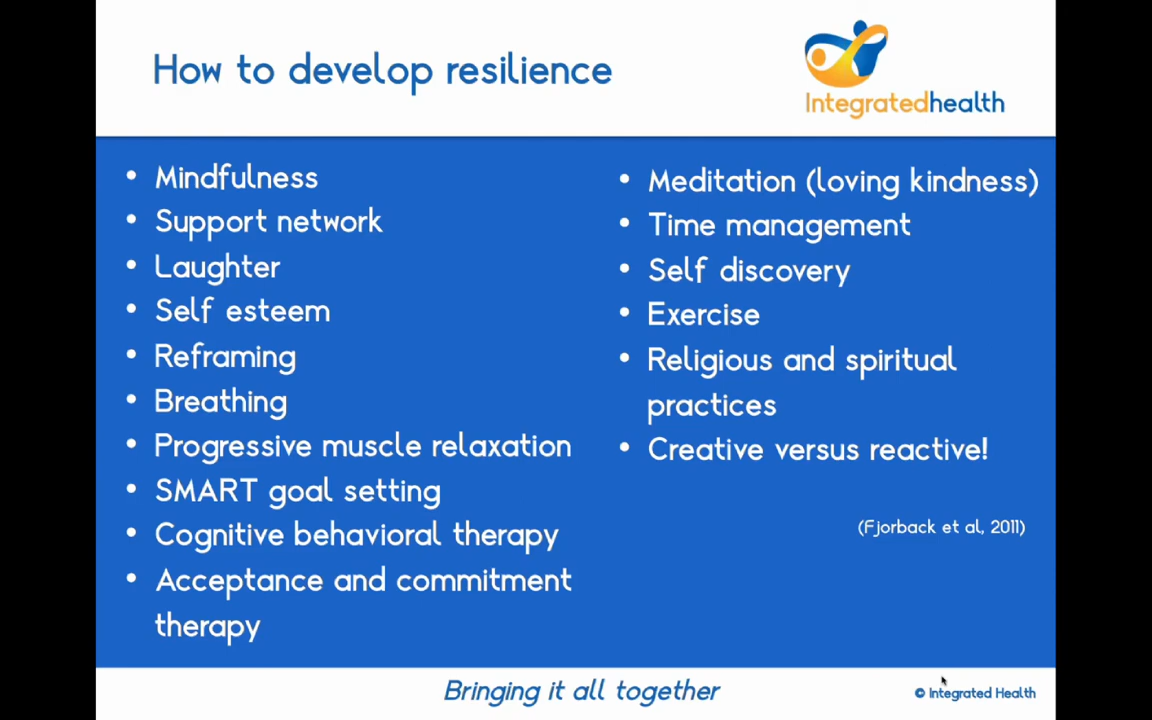 How to develop resilience
Integratedhealth
• Mindfulness
• Support network
• Laughter
• Self esteem
• Reframing
• Breathing
• Progressive muscle relaxation
• SMART goal setting
• Cognitive behavioral therapy
• Acceptance and commitment
therapy
• Meditation (loving kindness)
• Time management
• Self discovery
• Exercise
• Religious and spiritual
practices
• Creative versus reactive!
(Fjorback et al, 2011)
Bringing it all together
© Integrated Health